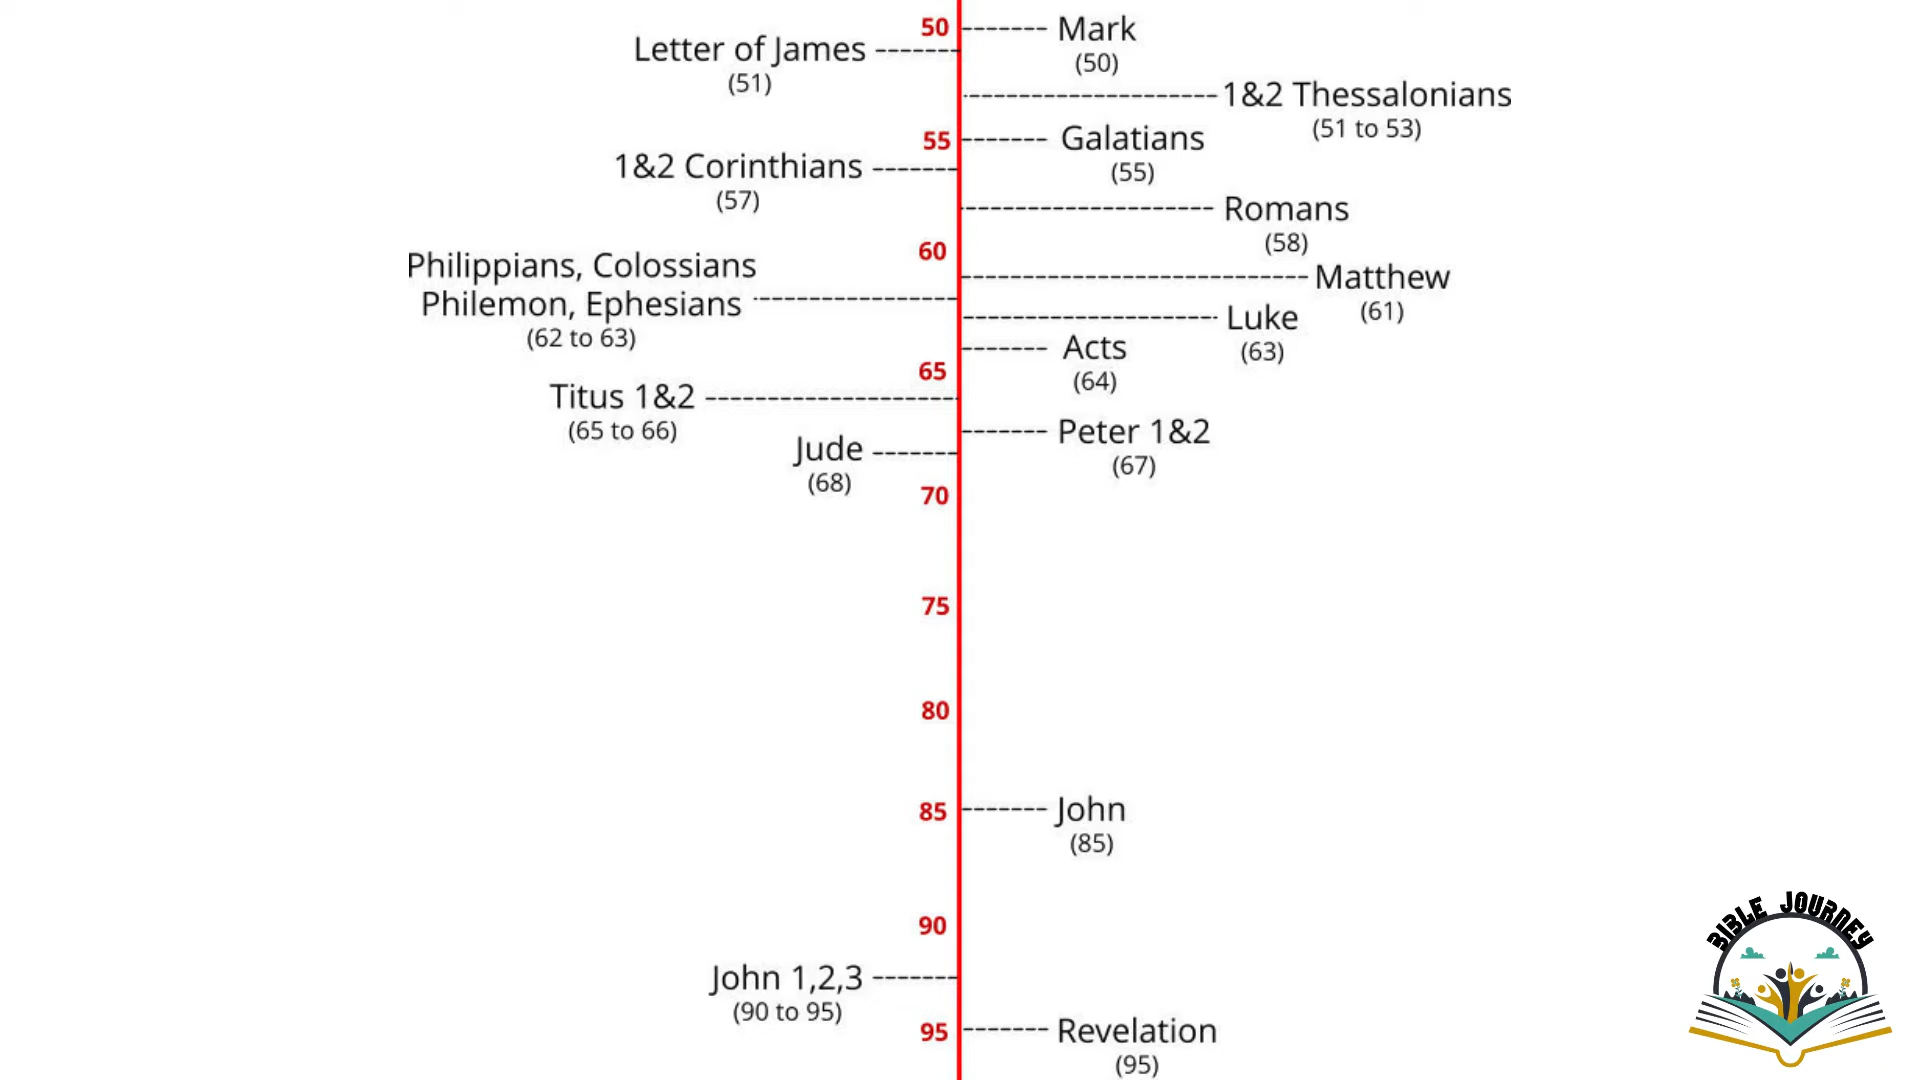 50
Mark
(50)
Letter of James
(51)
1&2 Thessalonians
(51 to 53)
55
Galatians
(55)
1&2 Corinthians
(57)
Romans
(58)
60
Philippians, Colossians
Philemon, Ephesians
(62 to 63)
Matthew
(61)
Luke
(63)
Acts
(64)
65
Titus 1&2
(65 to 66)
Peter 1&2
(67)
Jude
(68)
70
75
80
85
John
(85)
90
John 1,2,3
(90 to 95)
95
Revelation
(95)
BIBLE JOURNEY